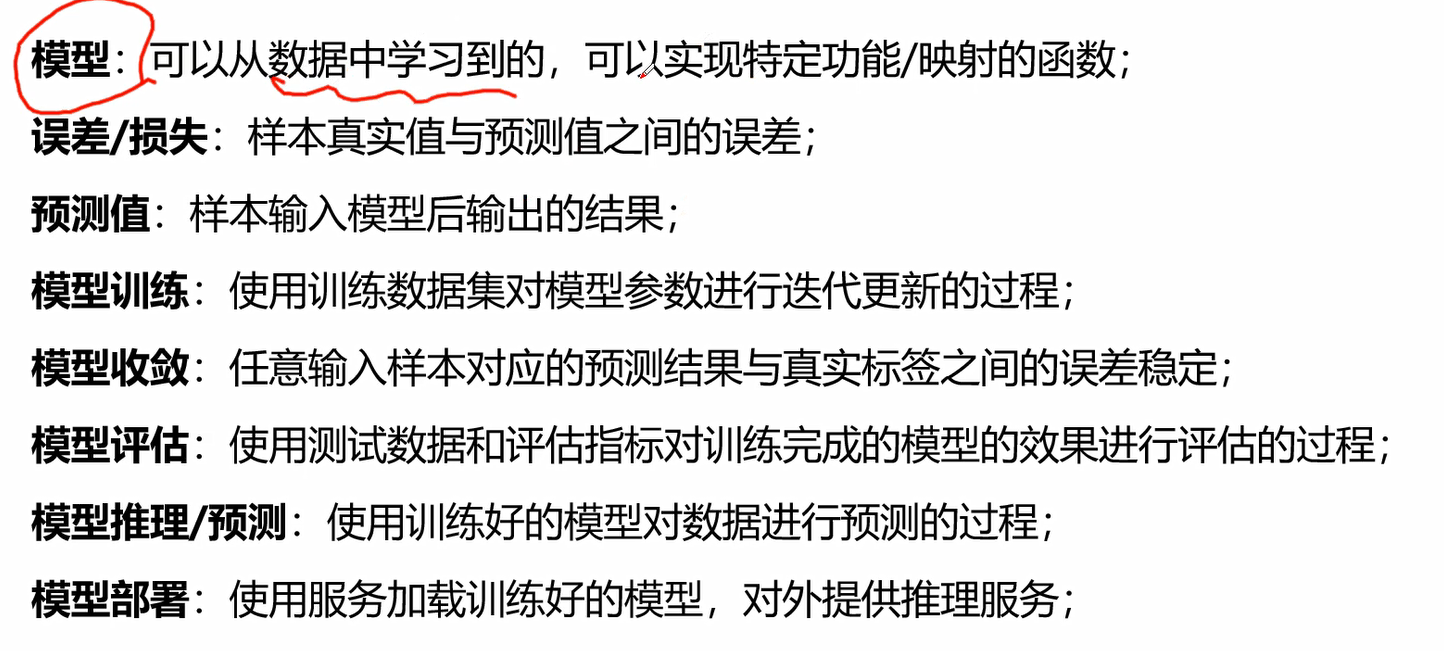 模型：可以从数据中学习到的，可以实现特定功能/映射的函数；
误差/损失：样本真实值与预测值之间的误差；
预测值：样本输入模型后输出的结果；
模型训练：使用训练数据集对模型参数进行迭代更新的过程；
模型收敛：任意输入样本对应的预测结果与真实标签之间的误差稳定；
模型评估：使用测试数据和评估指标对训练完成的模型的效果进行评估的过程；
模型推理/预测：使用训练好的模型对数据进行预测的过程；
模型部署：使用服务加载训练好的模型，对外提供推理服务；